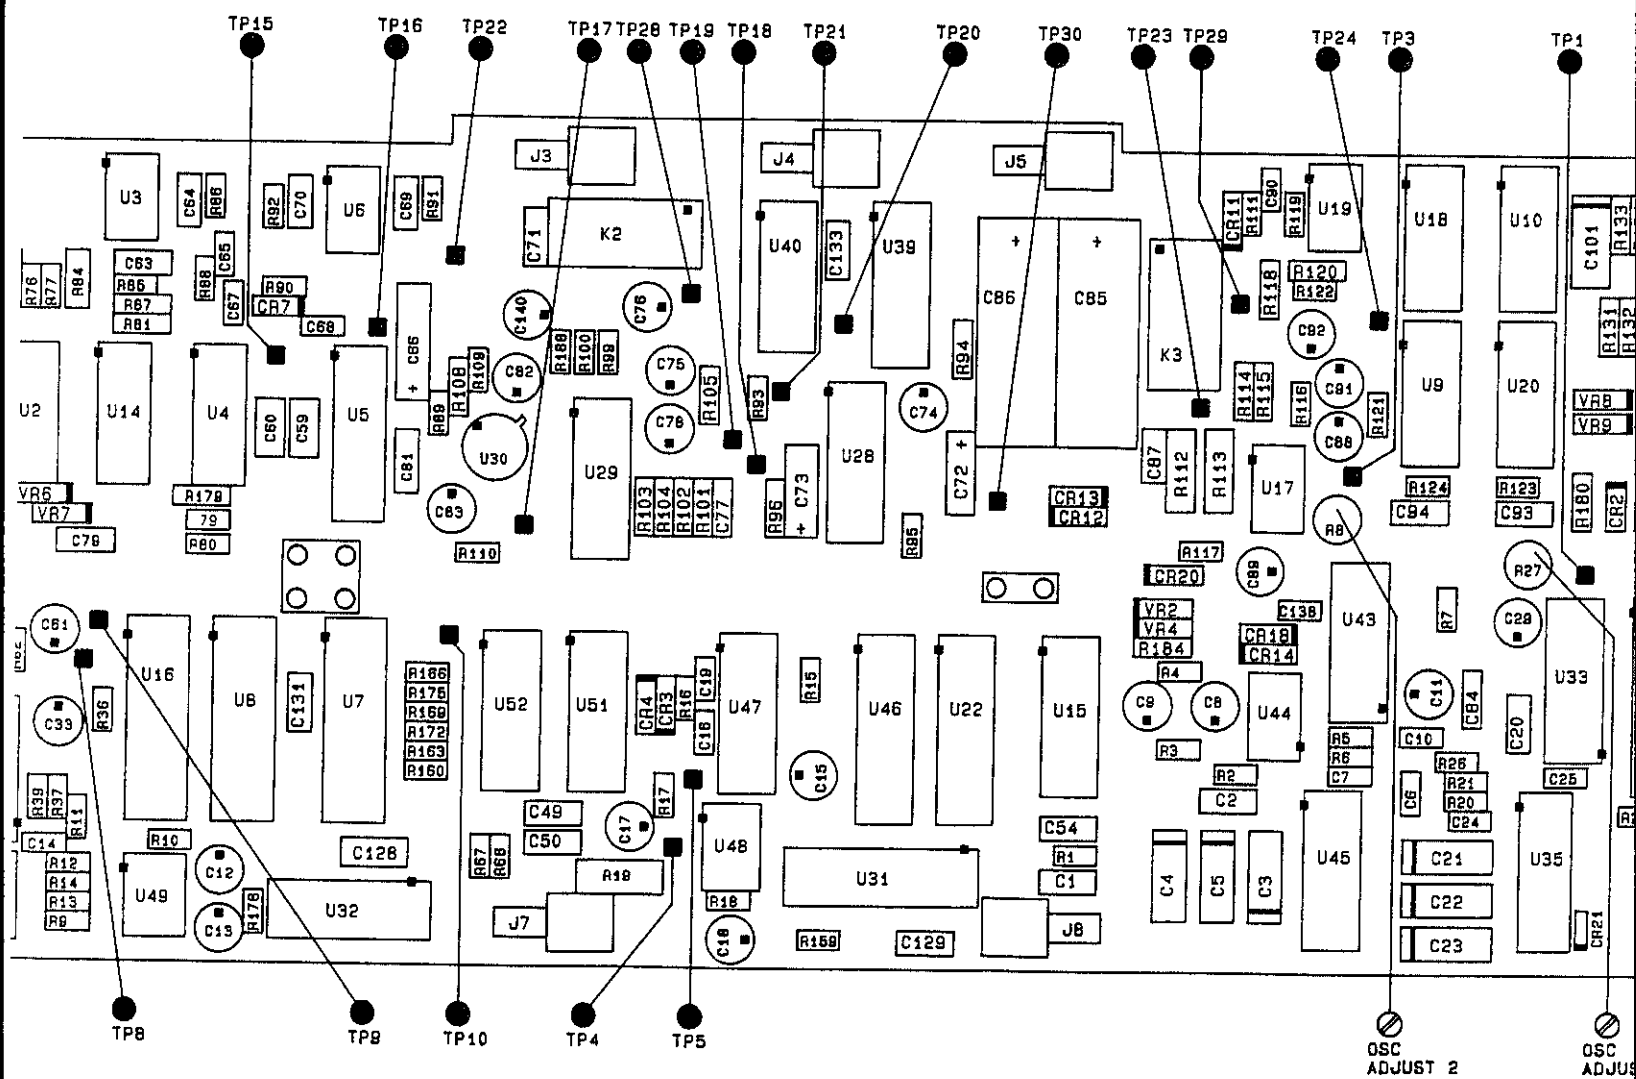 TP15 TP16 TP22 TP17 TP28 TP19 TP18 TP21 TP20 TP30 TP23 TP29 TP24 TP3 TP1
J3 J4 J5
U3 C64 R86 R92 C70 U6 C69 R91 C71 K2 U40 C133 U39 C86 C85 CR11 R111 C90 R119 U19 U18 U10 C101 R133
R76 R77 R84 C63 R85 R87 R81 R88 C65 C67 R90 CR7 C68
C66 + R108 R109 C140 C76 C82 R100 R99 C75 R105 R93 R94 + + K3 R118 R120 R122 C92 R131 R132
U2 U14 U4 C60 C59 U5 R69 U30 C81 C83 U29 C78 U28 C74 C72 + R114 R115 R116 C91 C88 R121 U9 U20 VR8 VR9
VR6 VR7 C79 R179 79 R80 R110 R103 R104 R102 R101 C77 R96 C73 + R95 CR13 CR12 C87 R112 R113 U17 R8 R124 C94 R123 C93 R180 CR2
R117 CR20 C89 R27
C61 U16 U8 C131 U7 R166 R175 R169 R172 R163 R160 U52 U51 CR4 CR3 R16 C19 C16 U47 R15 U46 U22 U15
VR2 VR4 R184 R4 C138 CR18 CR14 U43 R7 C29 U33
C33 R36 C9 C8 U44 C11 C84 C20
R3 R5 R6 C7 C10 R26 C25
R39 R37 R11 C14 R10 C49 C50 C17 R17 C15 R2 C2 C6 R21 R20 C24
R12 R14 R13 R9 U49 C12 C13 R178 U32 C128 R67 R68 R19 U48 R18 U31 C54 R1 C1 C4 C5 C3 U45 C21 C22 C23 U35 CR21
J7 C18 R159 C129 J8
TP8 TP9 TP10 TP4 TP5
OSC
ADJUST 2
OSC